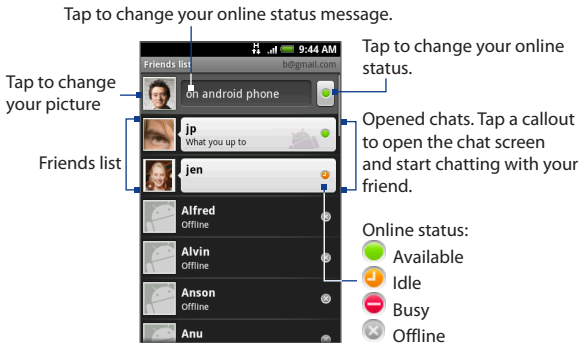 Tap to change your online status message.
9:44 AM
Friends list
b@gmail.com
on android phone
Tap to change your online
status.
Tap to change
your picture
jp
What you up to
Opened chats. Tap a callout
to open the chat screen
and start chatting with your
friend.
Friends list
jen
Alfred
Offline
Alvin
Offline
Anson
Offline
Anu
Online status:
Available
Idle
Busy
Offline